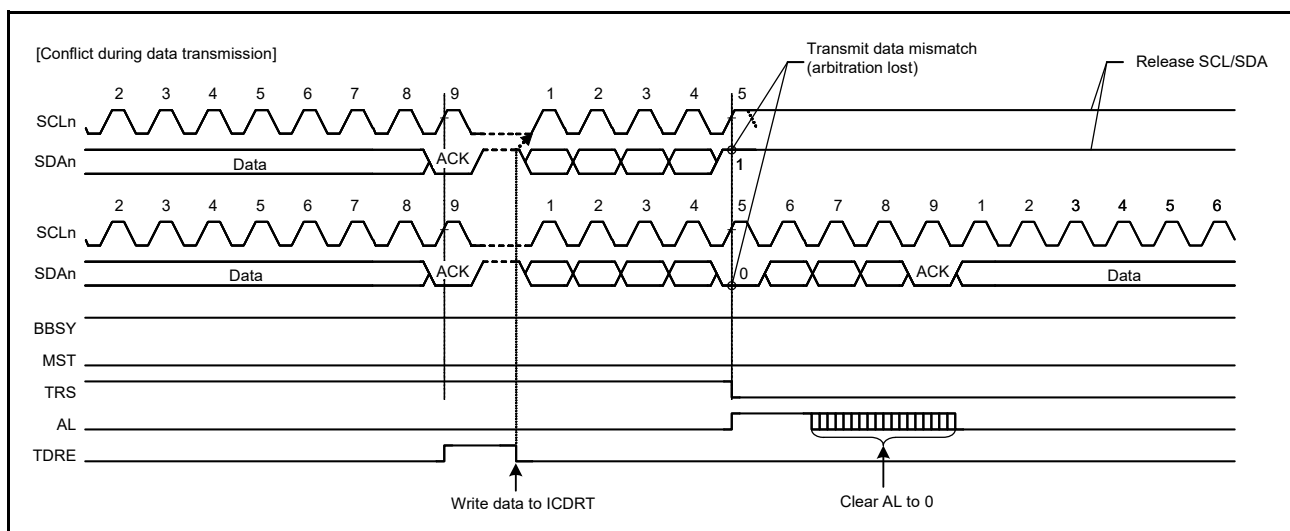 [Conflict during data transmission]
Transmit data mismatch
(arbitration lost)
Release SCL/SDA
2 3 4 5 6 7 8 9 1 2 3 4 5
SCLn
SDAn Data ACK 1
2 3 4 5 6 7 8 9 1 2 3 4 5 6 7 8 9 1 2 3 4 5 6
SCLn
SDAn Data ACK 0 ACK Data
BBSY
MST
TRS
AL
TDRE
Write data to ICDRT
Clear AL to 0